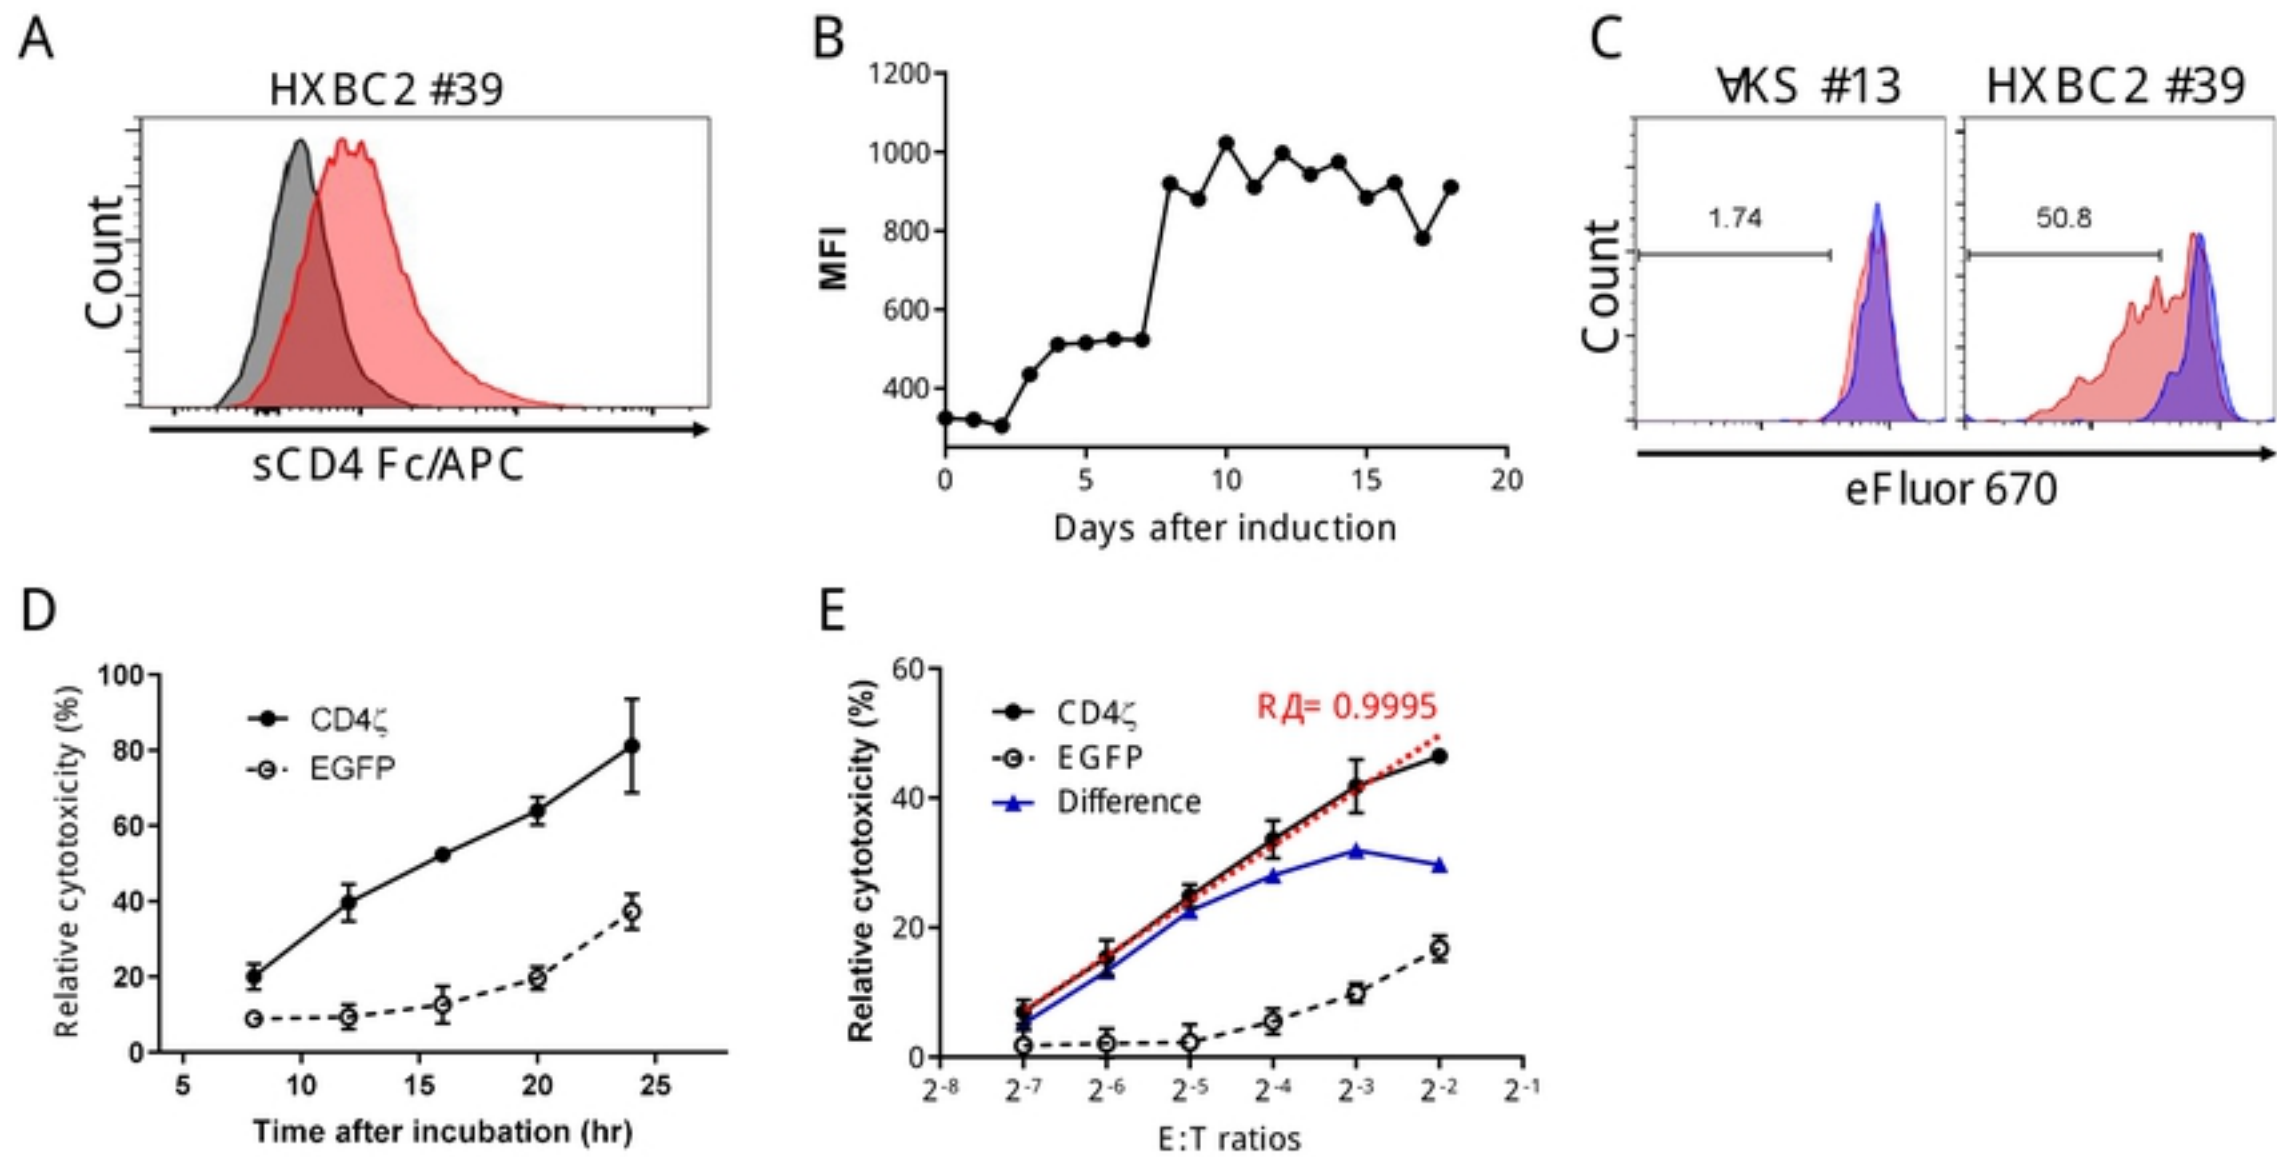 A
HXBC2 #39
Count
sCD4 Fc/APC
B
1200
1000
800
600
400
MFI
0 5 10 15 20
Days after induction
C
∀KS #13 HXBC2 #39
1.74 50.8
Count
eFluor 670
D
100
80
60
40
20
0
Relative cytotoxicity (%)
CD4ζ
EGFP
5 10 15 20 25
Time after incubation (hr)
E
60
40
20
0
Relative cytotoxicity (%)
CD4ζ
EGFP
Difference
RД= 0.9995
2⁻⁸ 2⁻⁷ 2⁻⁶ 2⁻⁵ 2⁻⁴ 2⁻³ 2⁻² 2⁻¹
E:T ratios